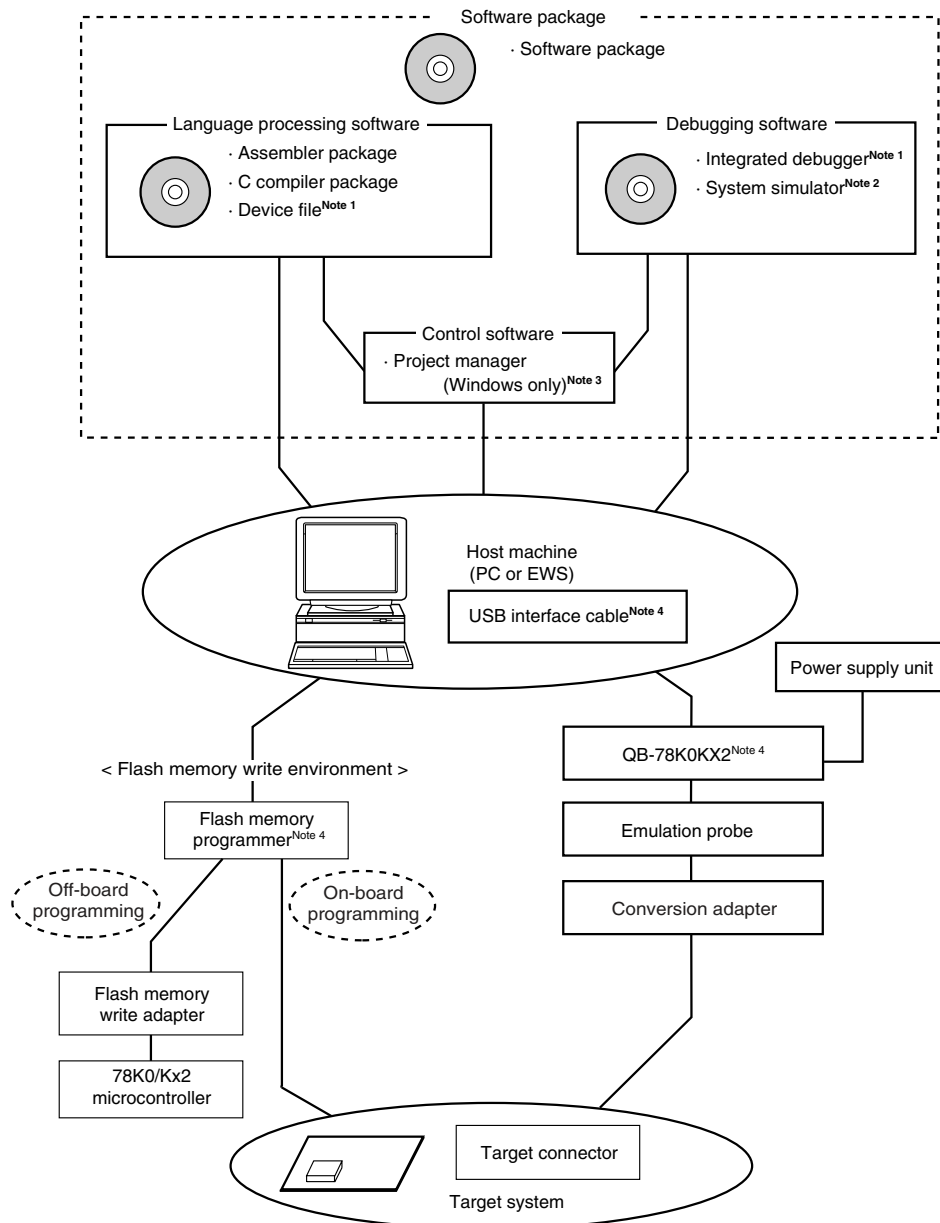 Software package
· Software package
Language processing software
· Assembler package
· C compiler package
· Device fileNote 1
Debugging software
· Integrated debuggerNote 1
· System simulatorNote 2
Control software
· Project manager
(Windows only)Note 3
Host machine
(PC or EWS)
USB interface cableNote 4
Power supply unit
QB-78K0KX2Note 4
< Flash memory write environment >
Flash memory
programmerNote 4
Emulation probe
Off-board
programming
On-board
programming
Conversion adapter
Flash memory
write adapter
78K0/Kx2
microcontroller
Target connector
Target system